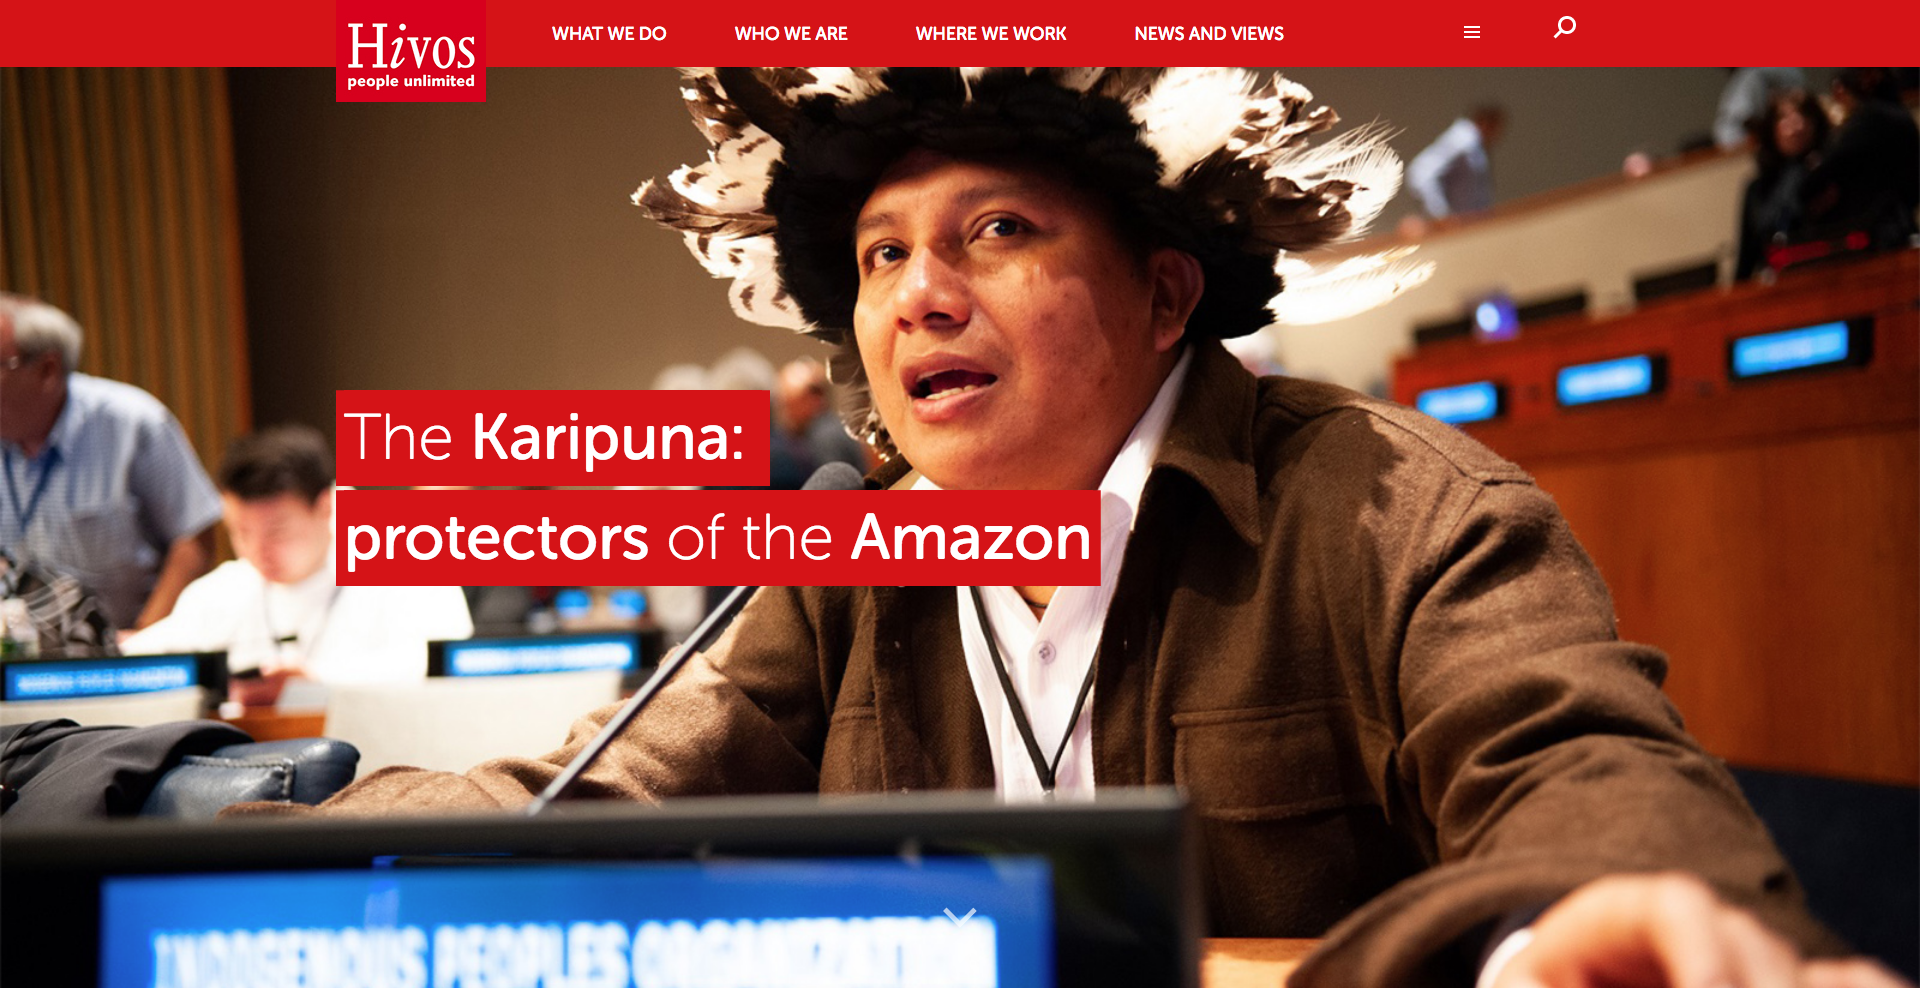 Hivos
people unlimited
WHAT WE DO
WHO WE ARE
WHERE WE WORK
NEWS AND VIEWS
The Karipuna:
protectors of the Amazon
INDIGENOUS PEOPLES ORGANIZATION